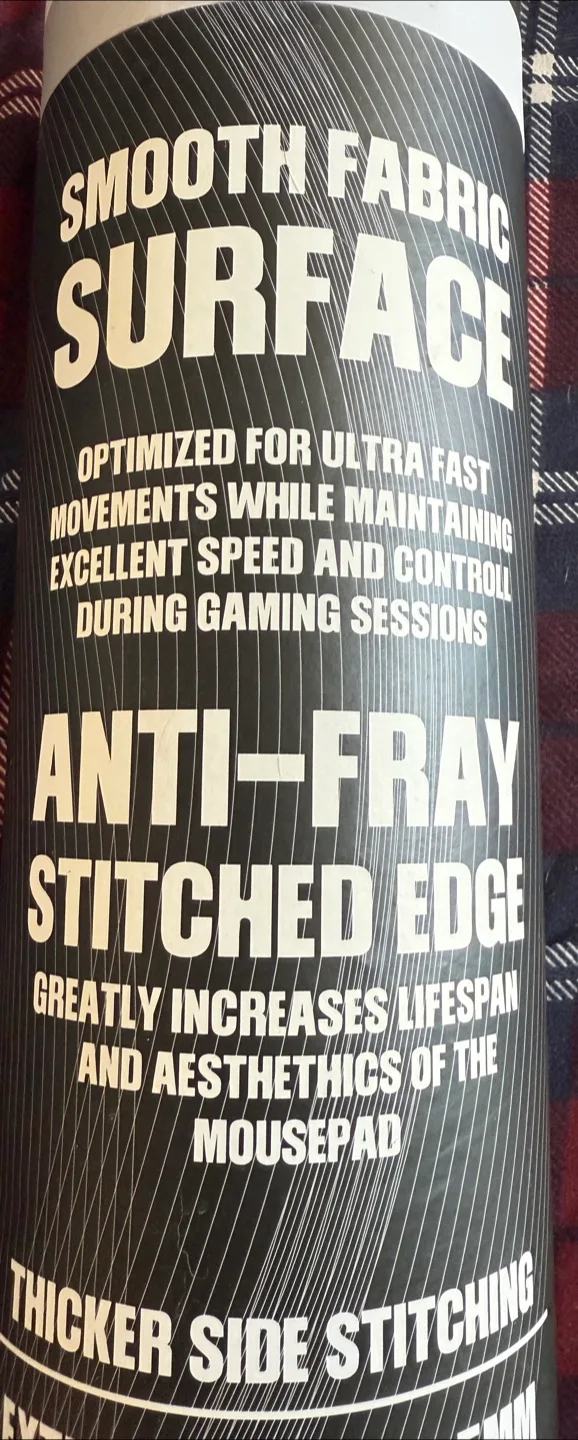 SMOOTH FABRIC
SURFACE
OPTIMIZED FOR ULTRA FAST
MOVEMENTS WHILE MAINTAINING
EXCELLENT SPEED AND CONTROLL
DURING GAMING SESSIONS
ANTI-FRAY
STITCHED EDGE
GREATLY INCREASES LIFESPAN
AND AESTHETHICS OF THE
MOUSEPAD
THICKER SIDE STITCHING